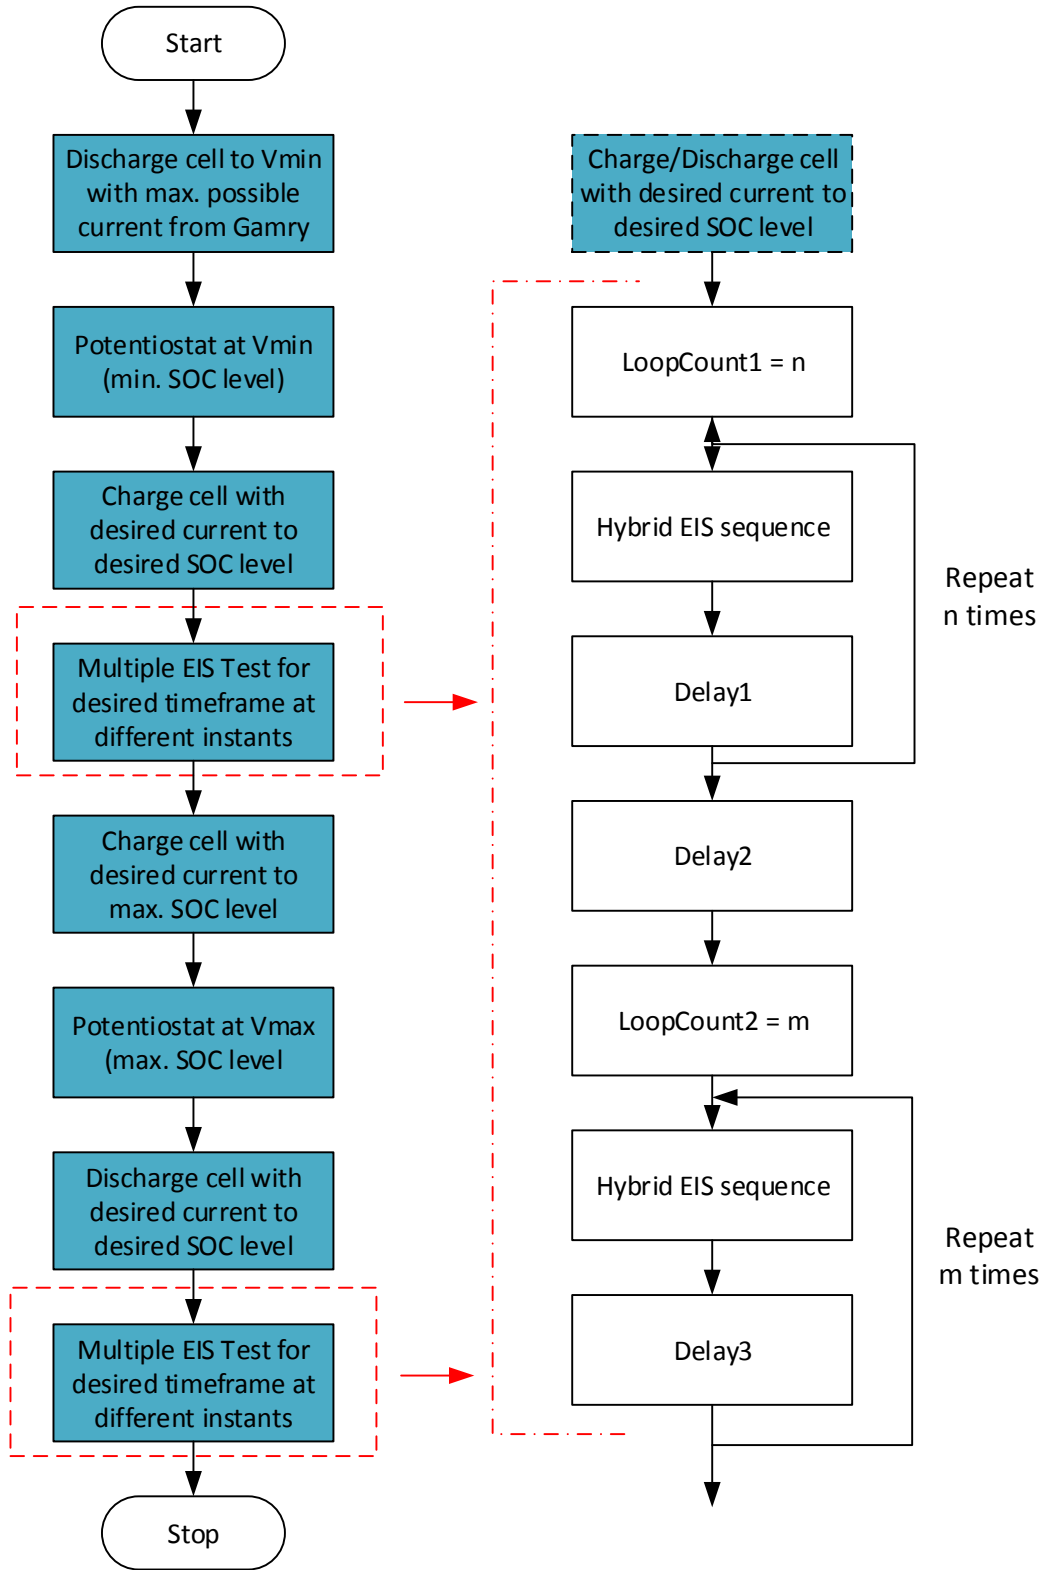 Start
Discharge cell to Vmin
with max. possible
current from Gamry
Potentiostat at Vmin
(min. SOC level)
Charge cell with
desired current to
desired SOC level
Multiple EIS Test for
desired timeframe at
different instants
Charge cell with
desired current to
max. SOC level
Potentiostat at Vmax
(max. SOC level
Discharge cell with
desired current to
desired SOC level
Multiple EIS Test for
desired timeframe at
different instants
Stop
Charge/Discharge cell
with desired current to
desired SOC level
LoopCount1 = n
Hybrid EIS sequence
Delay1
Repeat
n times
Delay2
LoopCount2 = m
Hybrid EIS sequence
Delay3
Repeat
m times